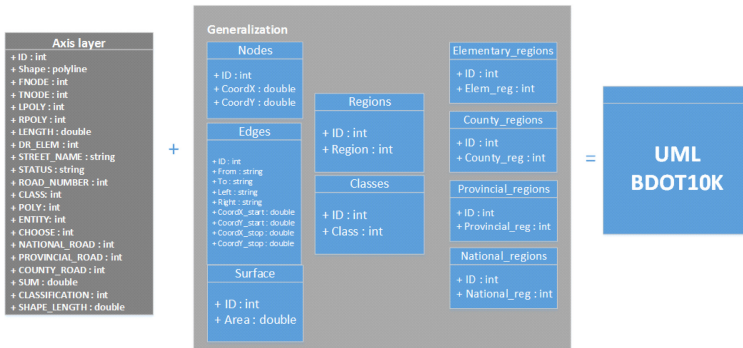 Axis layer
+ ID : int
+ Shape : polyline
+ FNODE : int
+ TNODE : int
+ LPOLY : int
+ RPOLY : int
+ LENGTH : double
+ DR_ELEM : int
+ STREET_NAME : string
+ STATUS : string
+ ROAD_NUMBER : int
+ CLASS: int
+ POLY : int
+ ENTITY: int
+ CHOOSE : int
+ NATIONAL_ROAD : int
+ PROVINCIAL_ROAD : int
+ COUNTY_ROAD : int
+ SUM : double
+ CLASSIFICATION : int
+ SHAPE_LENGTH : double
+
Generalization
Nodes
+ ID : int
+ CoordX : double
+ CoordY : double
Edges
+ ID : int
+ From : string
+ To : string
+ Left : string
+ Right : string
+ CoordX_start : double
+ CoordY_start : double
+ CoordX_stop : double
+ CoordY_stop : double
Surface
+ ID : int
+ Area : double
Regions
+ ID : int
+ Region : int
Classes
+ ID : int
+ Class : int
Elementary_regions
+ ID : int
+ Elem_reg : int
County_regions
+ ID : int
+ County_reg : int
Provincial_regions
+ ID : int
+ Provincial_reg : int
National_regions
+ ID : int
+ National_reg : int
=
UML
BDOT10K